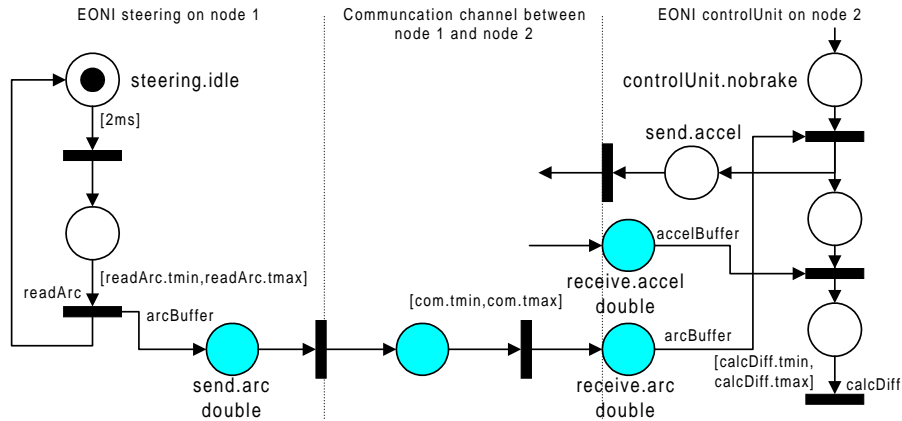 EONI steering on node 1
Communcation channel between
node 1 and node 2
EONI controlUnit on node 2
steering.idle
controlUnit.nobrake
[2ms]
send.accel
accelBuffer
[readArc.tmin,readArc.tmax]
receive.accel
double
readArc
[com.tmin,com.tmax]
arcBuffer
arcBuffer
[calcDiff.tmin,
calcDiff.tmax]
calcDiff
send.arc
double
receive.arc
double